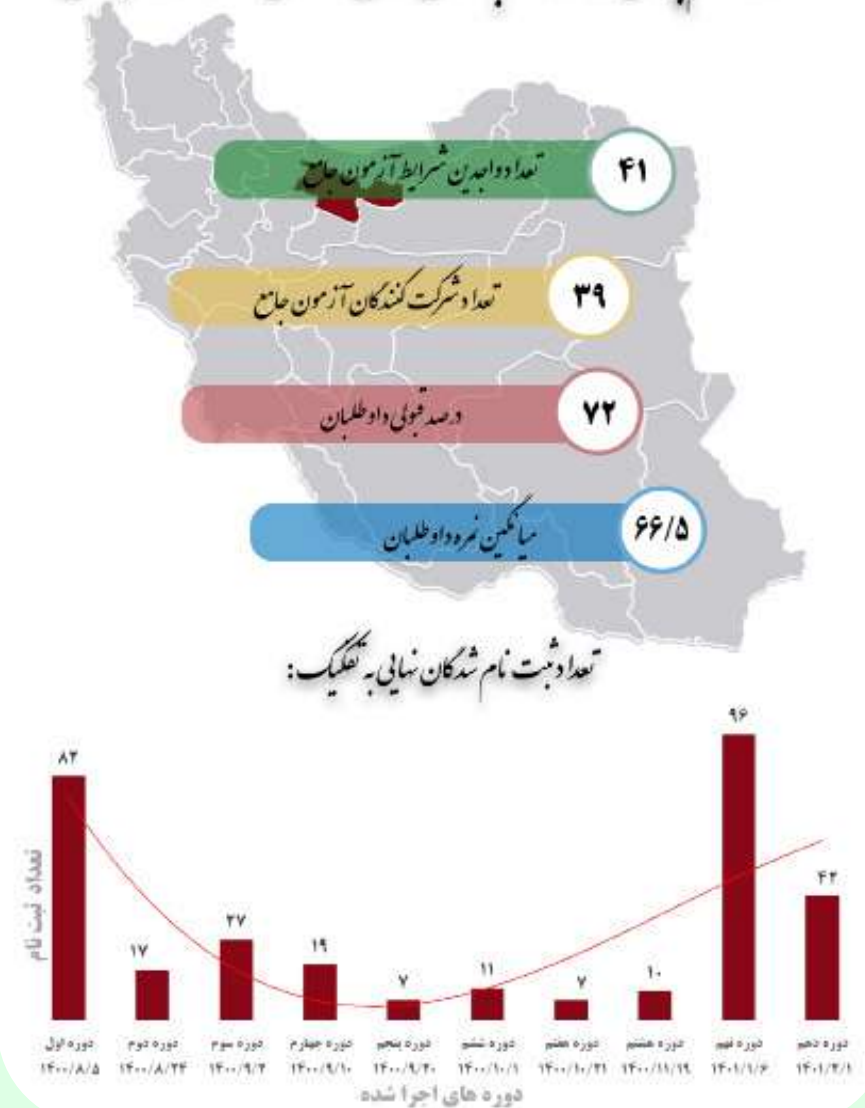 تعداد واجدین شرایط آزمون جامع ۴۱
تعداد شرکت کنندگان آزمون جامع ۳۹
درصد قبولی داوطلبان ۷۲
میانگین نمره داوطلبان ۶۶/۵
تعداد ثبت نام شدگان نهایی به تفکیک:
تعداد ثبت نام
۸۲ ۱۷ ۲۷ ۱۹ ۷ ۱۱ ۷ ۱۰ ۹۶ ۴۲
دوره اول دوره دوم دوره سوم دوره چهارم دوره پنجم دوره ششم دوره هفتم دوره هشتم دوره نهم دوره دهم
۱۴۰۰/۸/۵ ۱۴۰۰/۸/۲۴ ۱۴۰۰/۹/۲ ۱۴۰۰/۹/۱۰ ۱۴۰۰/۹/۲۰ ۱۴۰۰/۱۰/۱ ۱۴۰۰/۱۰/۲۱ ۱۴۰۰/۱۱/۱۹ ۱۴۰۱/۱/۶ ۱۴۰۱/۲/۱
دوره های اجرا شده